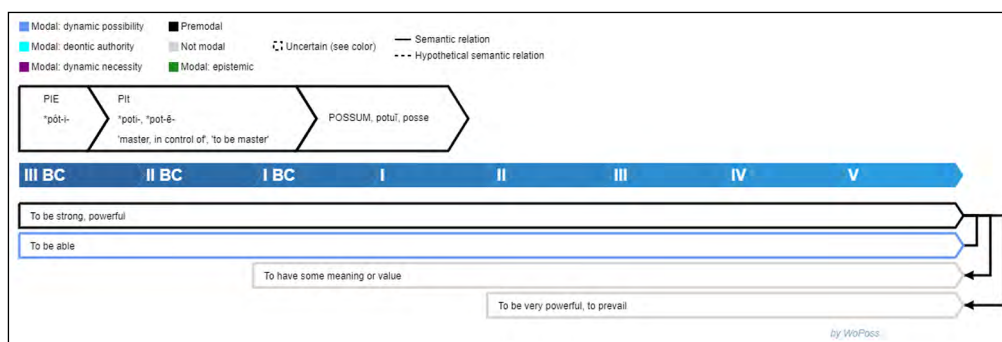 Modal: dynamic possibility
Modal: deontic authority
Modal: dynamic necessity
Premodal
Not modal
Modal: epistemic
Uncertain (see color)
Semantic relation
Hypothetical semantic relation
PIE
*pót-i-
PIt
*poti-, *pot-ē-
'master, in control of', 'to be master'
POSSUM, potuī, posse
III BC II BC I BC I II III IV V
To be strong, powerful
To be able
To have some meaning or value
To be very powerful, to prevail
by WoPoss.